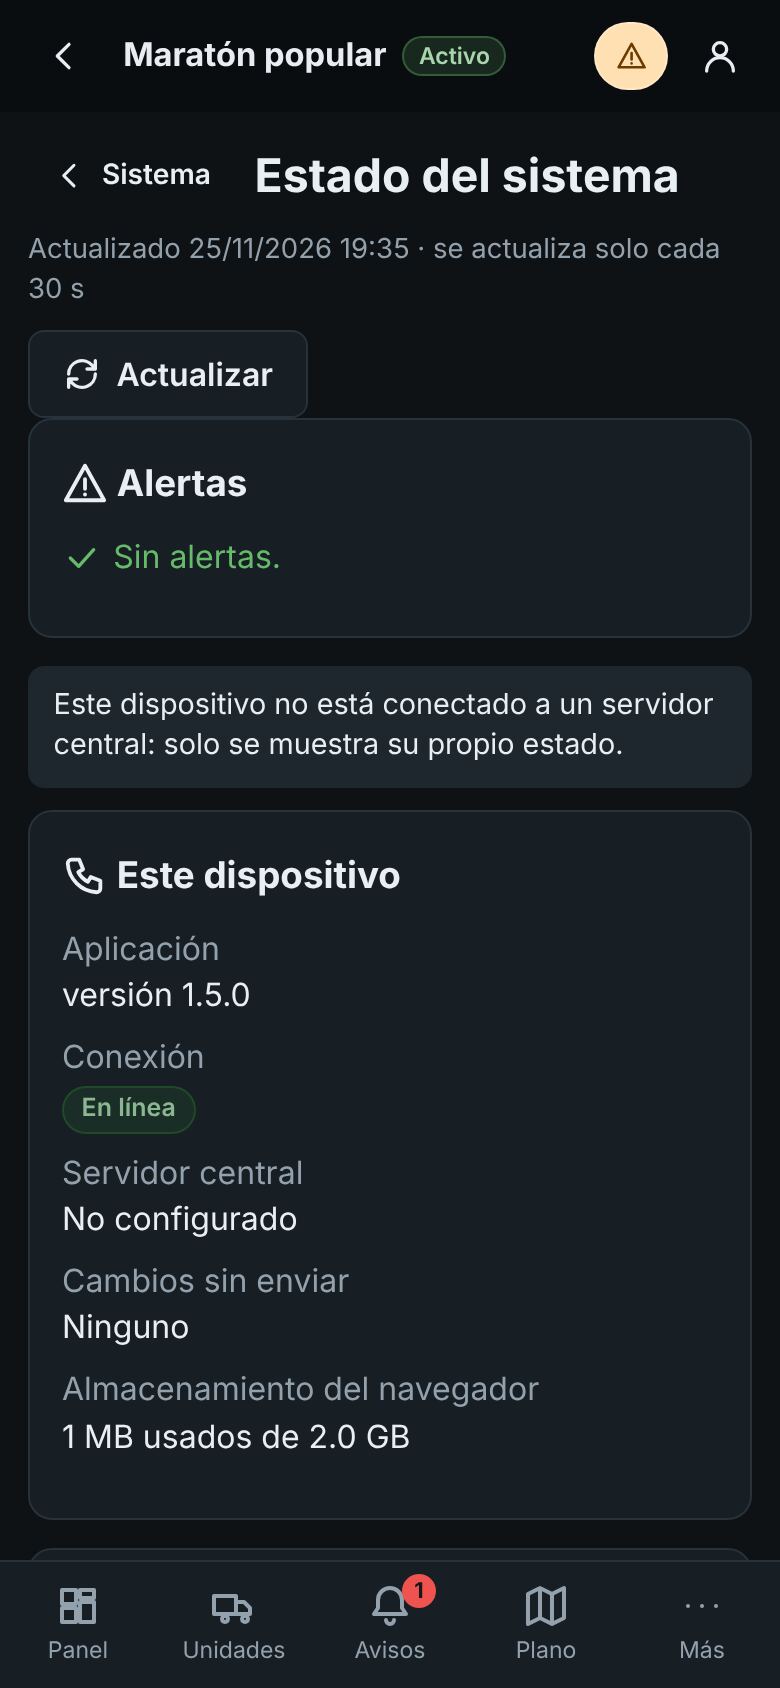 Maratón popular Activo
Sistema Estado del sistema
Actualizado 25/11/2026 19:35 · se actualiza solo cada
30 s
Actualizar
Alertas
Sin alertas.
Este dispositivo no está conectado a un servidor
central: solo se muestra su propio estado.
Este dispositivo
Aplicación
versión 1.5.0
Conexión
En línea
Servidor central
No configurado
Cambios sin enviar
Ninguno
Almacenamiento del navegador
1 MB usados de 2.0 GB
1
Panel Unidades Avisos Plano Más